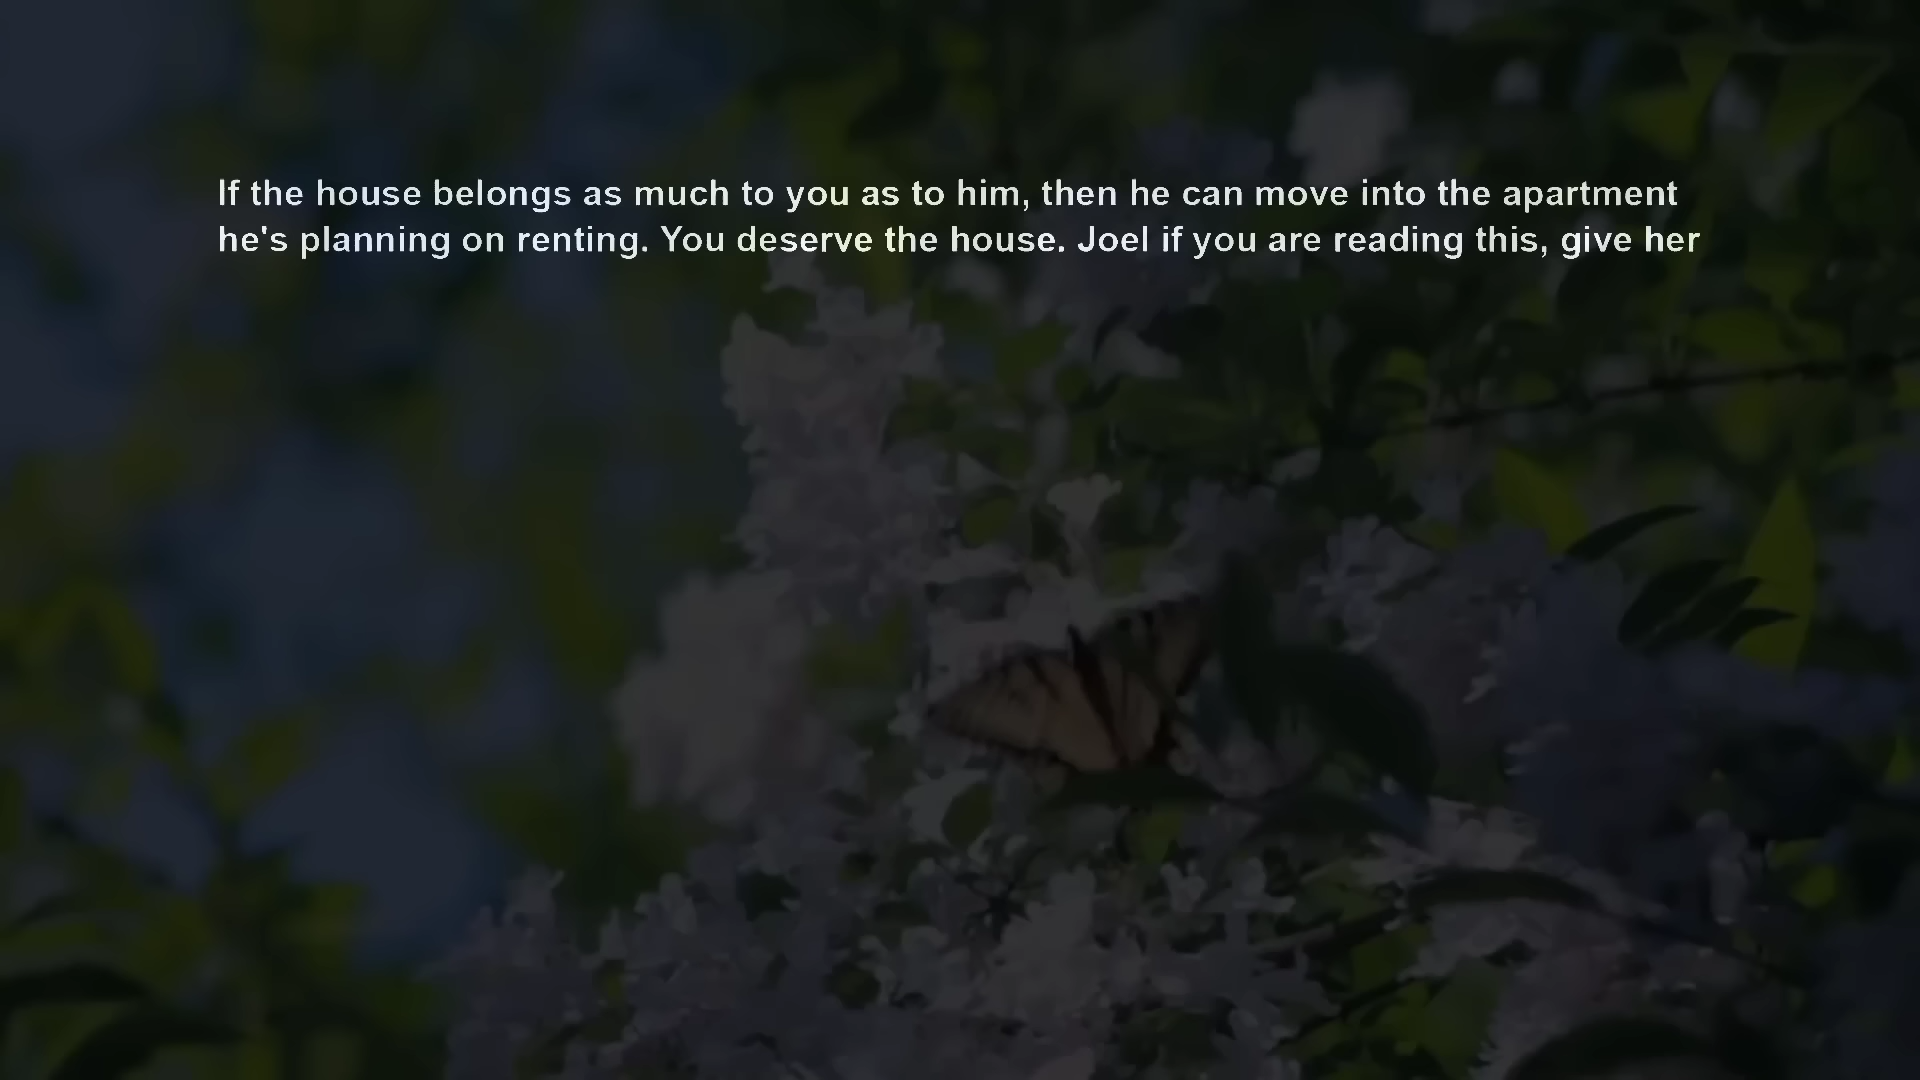 If the house belongs as much to you as to him, then he can move into the apartment
he's planning on renting. You deserve the house. Joel if you are reading this, give her